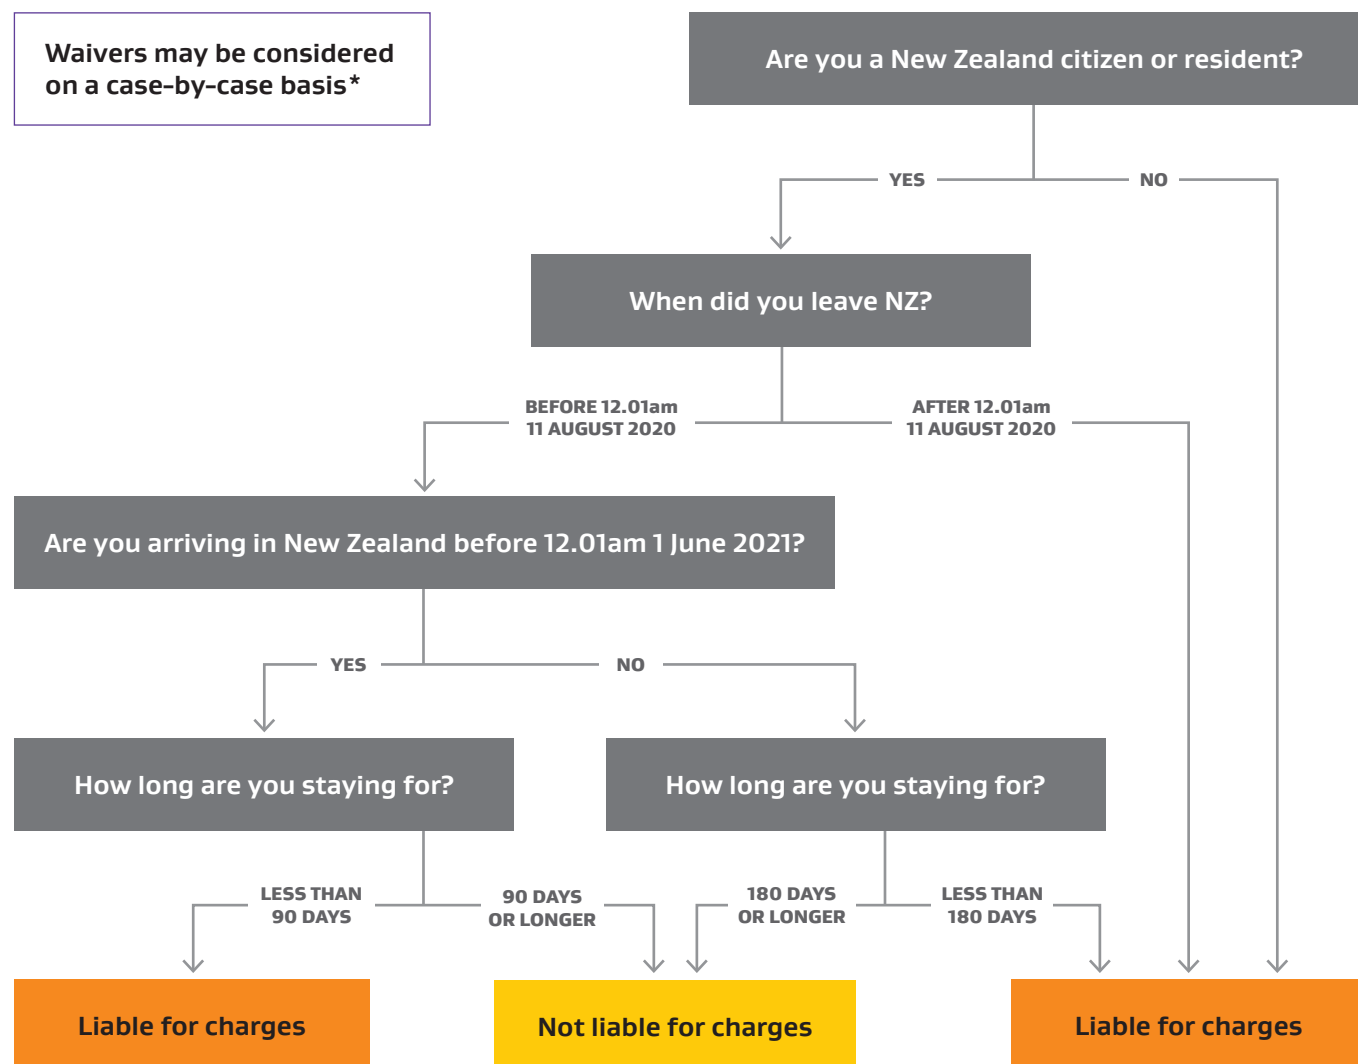 Waivers may be considered
on a case-by-case basis*
Are you a New Zealand citizen or resident?
YES
NO
When did you leave NZ?
BEFORE 12.01am
11 AUGUST 2020
AFTER 12.01am
11 AUGUST 2020
Are you arriving in New Zealand before 12.01am 1 June 2021?
YES
NO
How long are you staying for?
How long are you staying for?
LESS THAN
90 DAYS
90 DAYS
OR LONGER
180 DAYS
OR LONGER
LESS THAN
180 DAYS
Liable for charges
Not liable for charges
Liable for charges